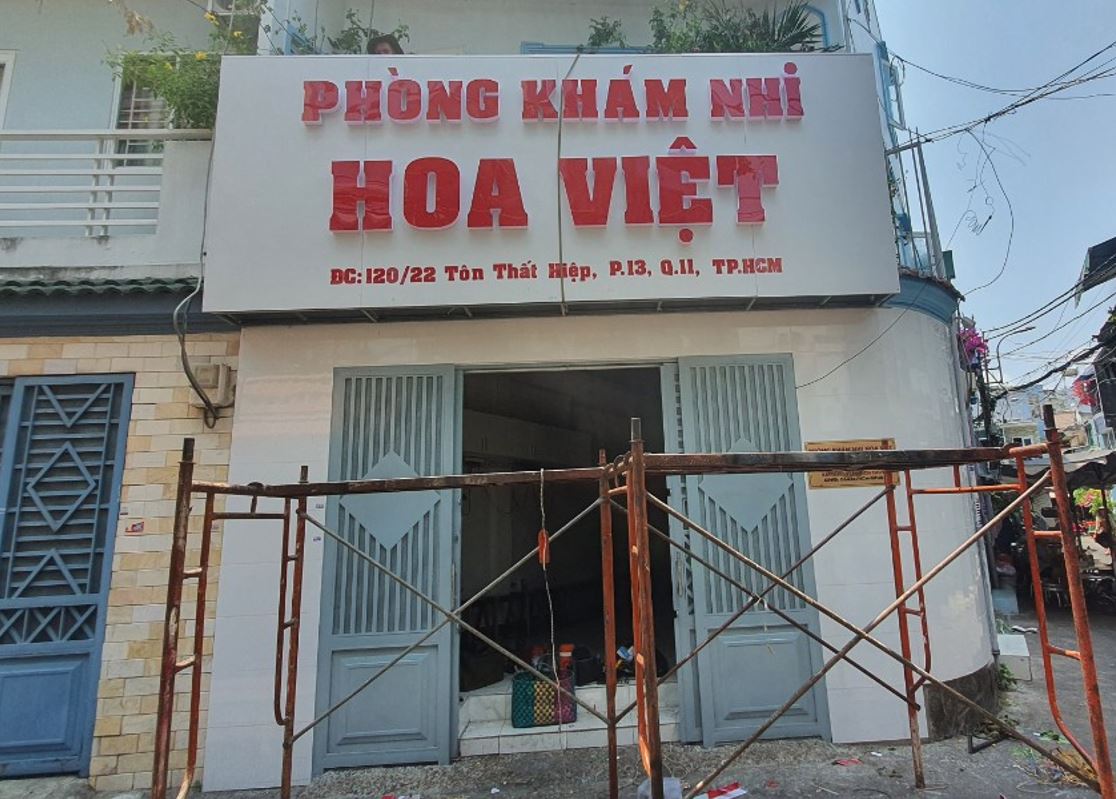 PHÒNG KHÁM NHI
HOA VIỆT
ĐC: 120/22 Tôn Thất Hiệp, P.13, Q.11, TP.HCM